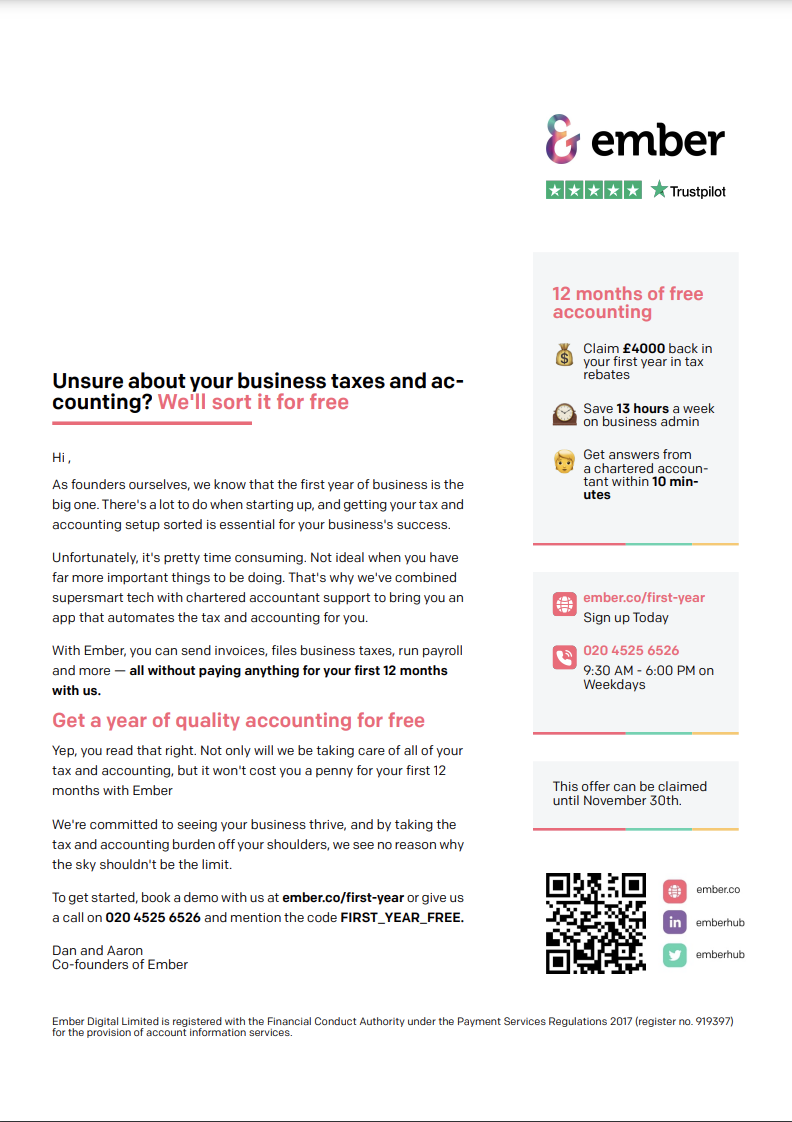 ember
Trustpilot
12 months of free
accounting
Claim £4000 back in
your first year in tax
rebates
Save 13 hours a week
on business admin
Get answers from
a chartered accoun-
tant within 10 min-
utes
Unsure about your business taxes and ac-
counting? We'll sort it for free
Hi ,
As founders ourselves, we know that the first year of business is the
big one. There's a lot to do when starting up, and getting your tax and
accounting setup sorted is essential for your business's success.
Unfortunately, it's pretty time consuming. Not ideal when you have
far more important things to be doing. That's why we've combined
supersmart tech with chartered accountant support to bring you an
app that automates the tax and accounting for you.
With Ember, you can send invoices, files business taxes, run payroll
and more — all without paying anything for your first 12 months
with us.
Get a year of quality accounting for free
Yep, you read that right. Not only will we be taking care of all of your
tax and accounting, but it won't cost you a penny for your first 12
months with Ember
We're committed to seeing your business thrive, and by taking the
tax and accounting burden off your shoulders, we see no reason why
the sky shouldn't be the limit.
To get started, book a demo with us at ember.co/first-year or give us
a call on 020 4525 6526 and mention the code FIRST_YEAR_FREE.
Dan and Aaron
Co-founders of Ember
ember.co/first-year
Sign up Today
020 4525 6526
9:30 AM - 6:00 PM on
Weekdays
This offer can be claimed
until November 30th.
ember.co
in
emberhub
emberhub
Ember Digital Limited is registered with the Financial Conduct Authority under the Payment Services Regulations 2017 (register no. 919397)
for the provision of account information services.